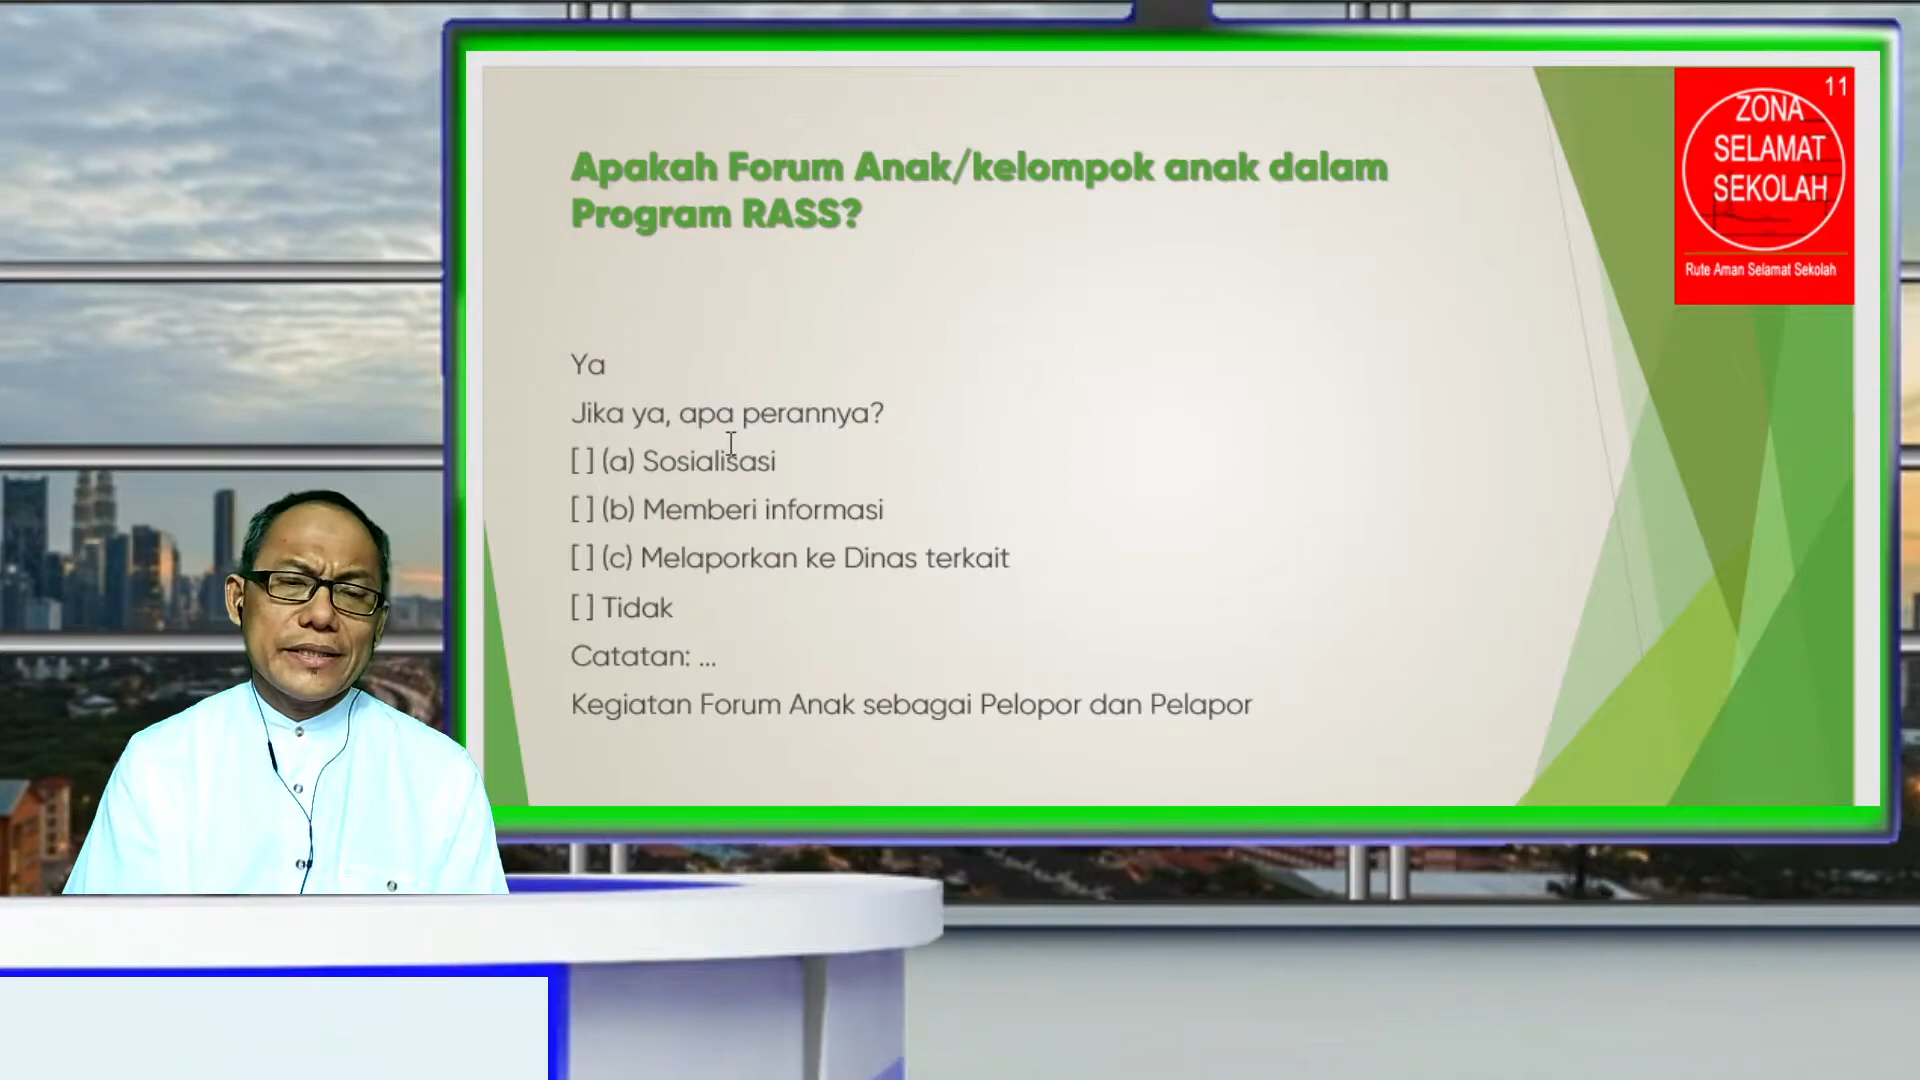 Apakah Forum Anak/kelompok anak dalam
Program RASS?
11
ZONA
SELAMAT
SEKOLAH
Rute Aman Selamat Sekolah
Ya
Jika ya, apa perannya?
[ ] (a) Sosialisasi
[ ] (b) Memberi informasi
[ ] (c) Melaporkan ke Dinas terkait
[ ] Tidak
Catatan: ...
Kegiatan Forum Anak sebagai Pelopor dan Pelapor